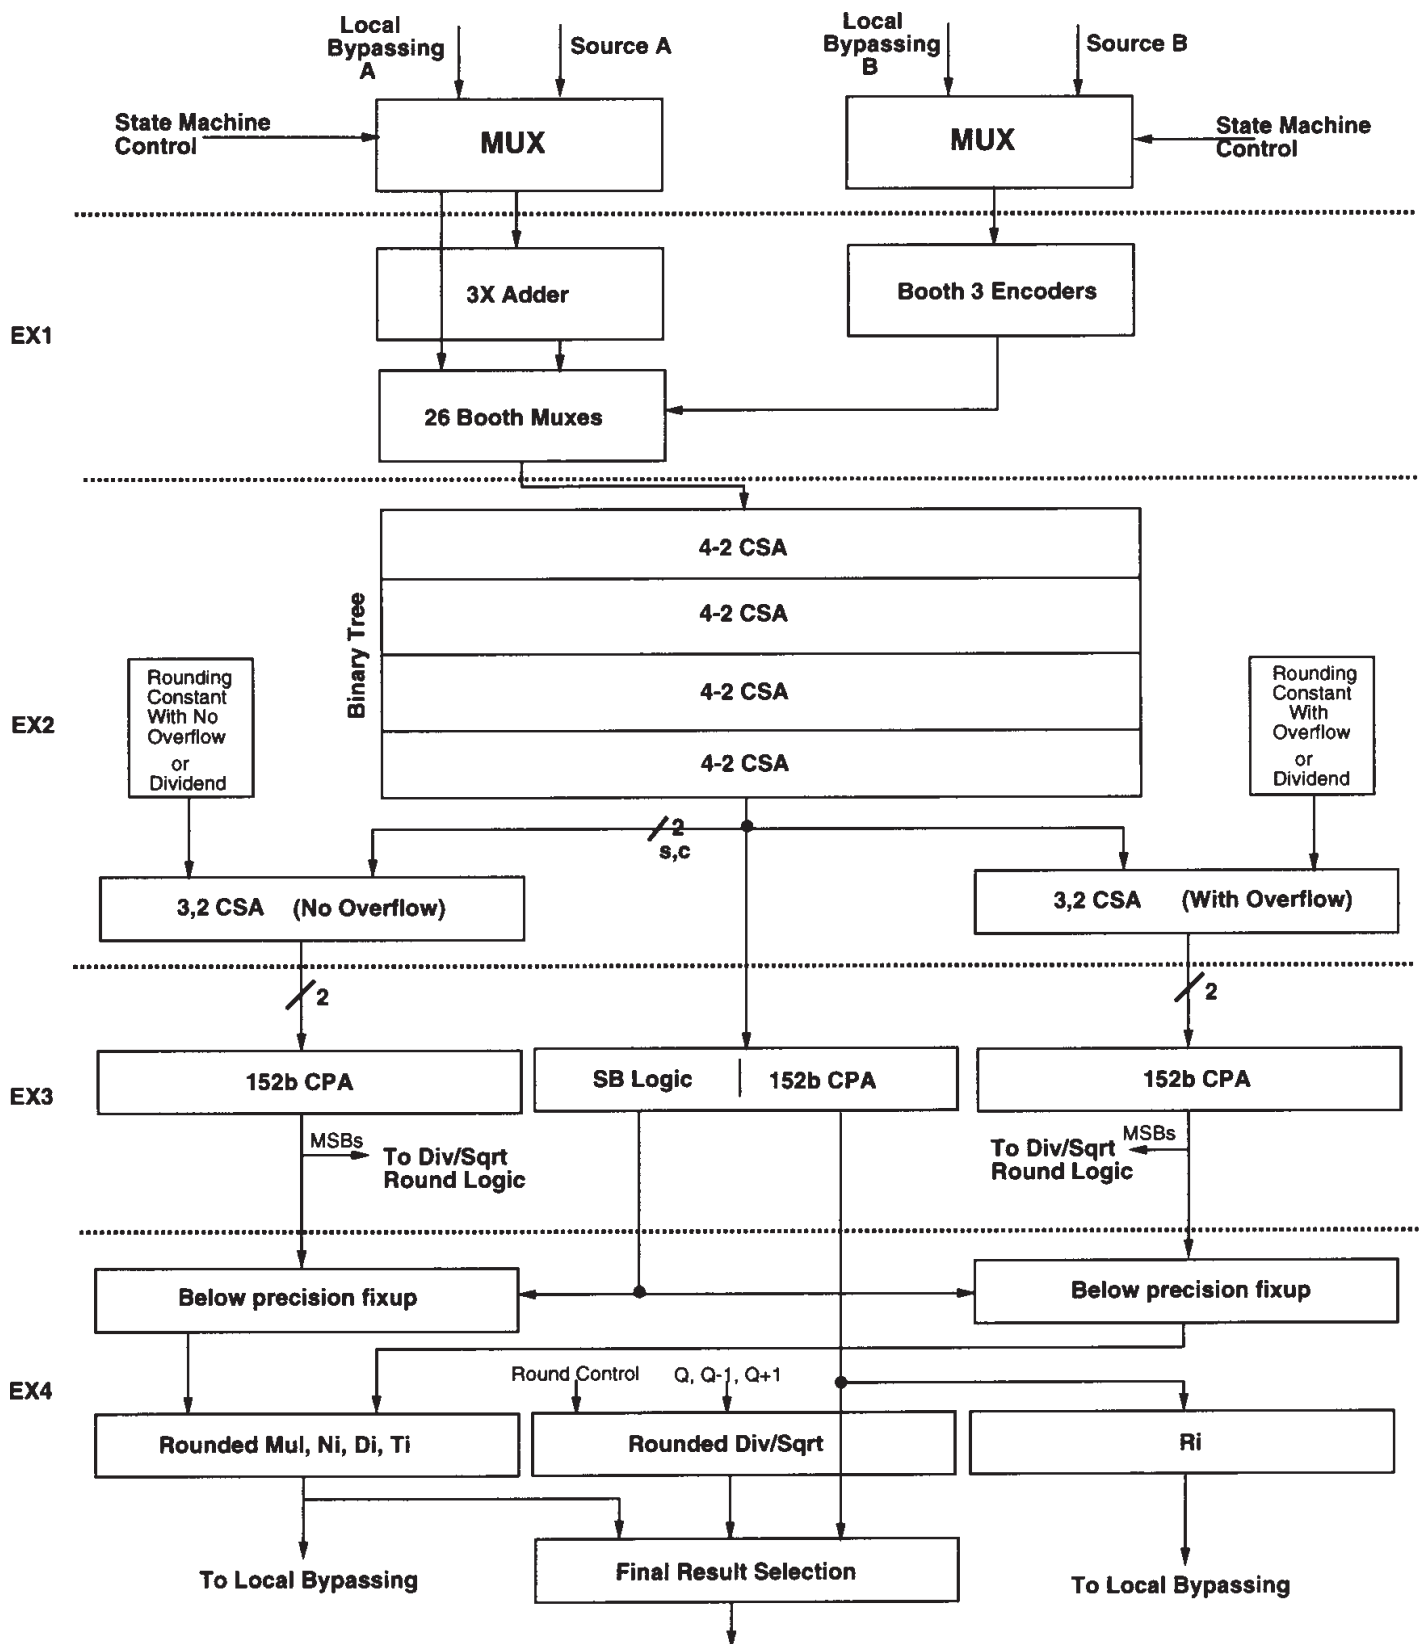 Local
Bypassing
A
Source A
Local
Bypassing
B
Source B
State Machine
Control
MUX
MUX
State Machine
Control
EX1
3X Adder
Booth 3 Encoders
26 Booth Muxes
EX2
Binary Tree
4-2 CSA
4-2 CSA
4-2 CSA
4-2 CSA
Rounding
Constant
With No
Overflow
or
Dividend
Rounding
Constant
With
Overflow
or
Dividend
2
s,c
3,2 CSA (No Overflow)
3,2 CSA (With Overflow)
2
2
EX3
152b CPA
SB Logic | 152b CPA
152b CPA
MSBs
To Div/Sqrt
Round Logic
MSBs
To Div/Sqrt
Round Logic
Below precision fixup
Below precision fixup
EX4
Round Control
Q, Q-1, Q+1
Rounded Mul, Ni, Di, Ti
Rounded Div/Sqrt
Ri
To Local Bypassing
Final Result Selection
To Local Bypassing